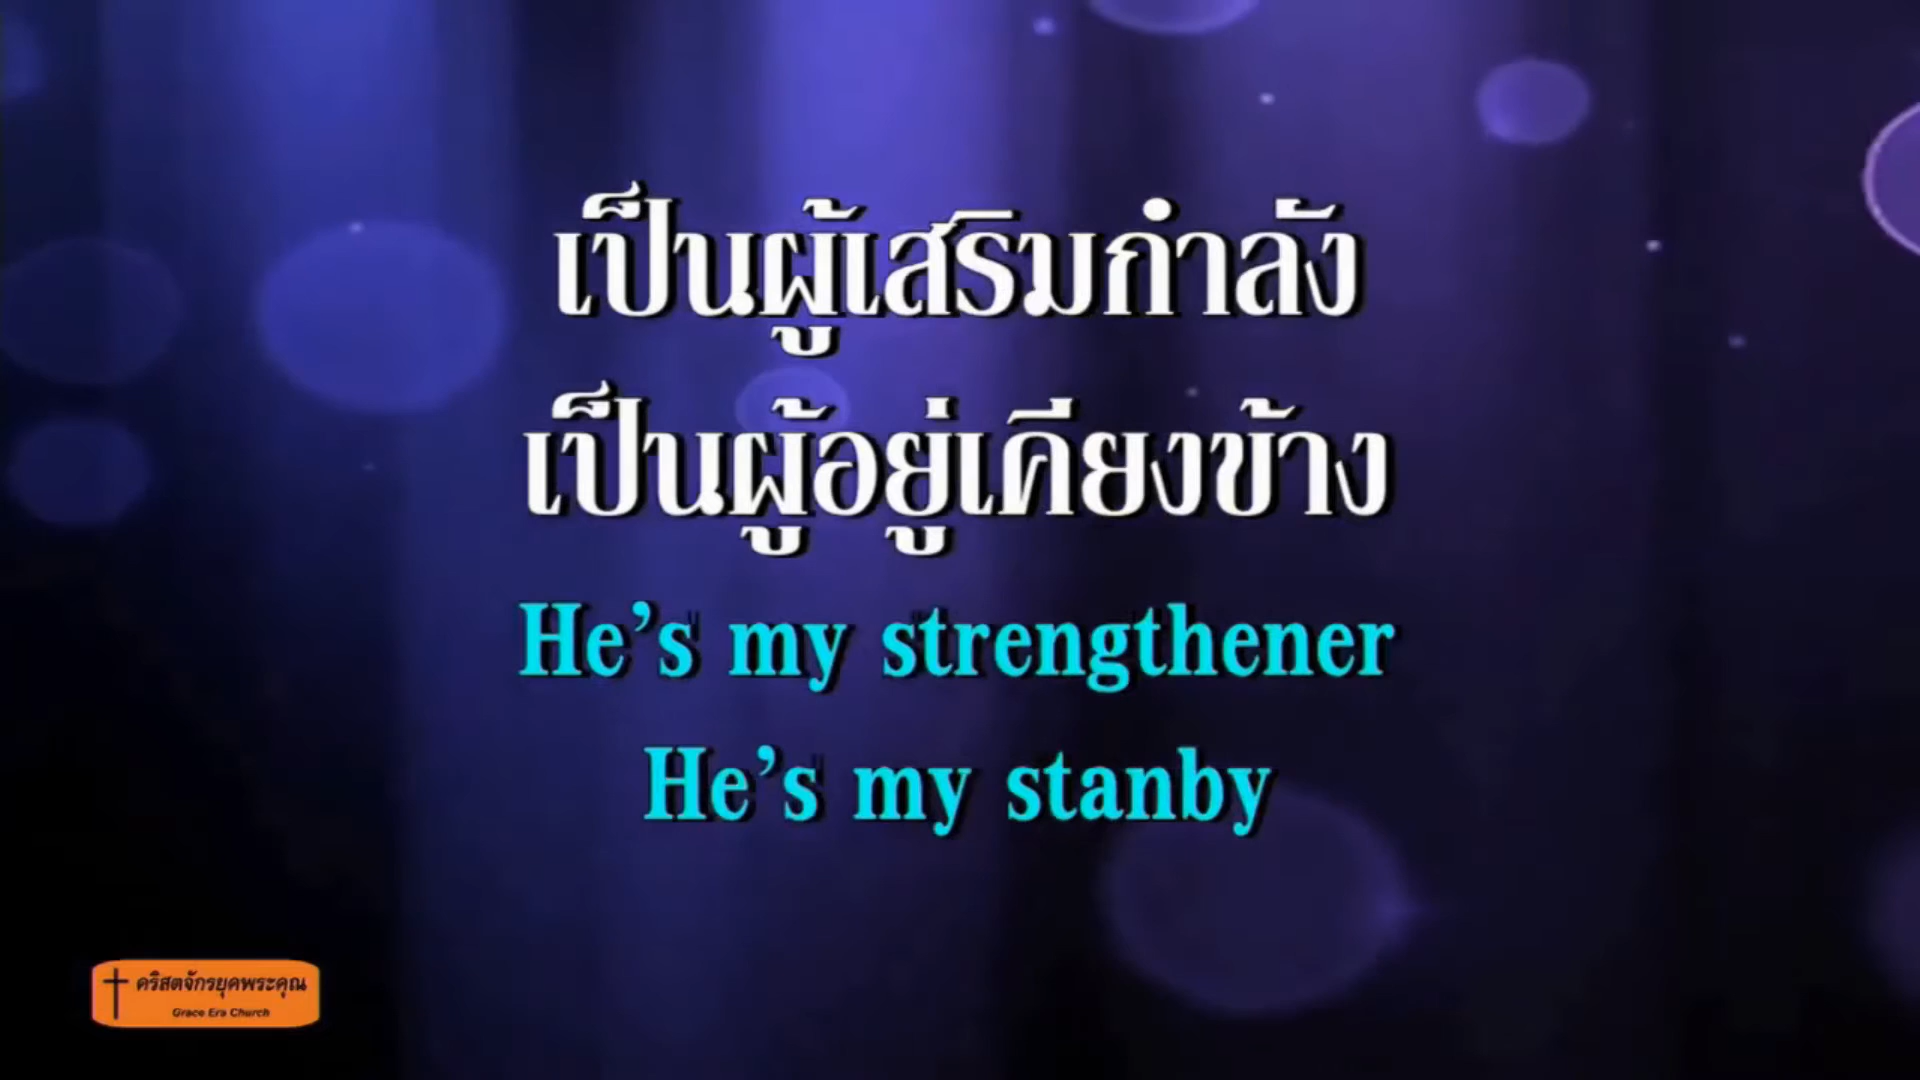 เป็นผู้เสริมกำลัง
เป็นผู้อยู่เคียงข้าง
He's my strengthener
He's my stanby
คริสตจักรยุคพระคุณ
Grace Era Church